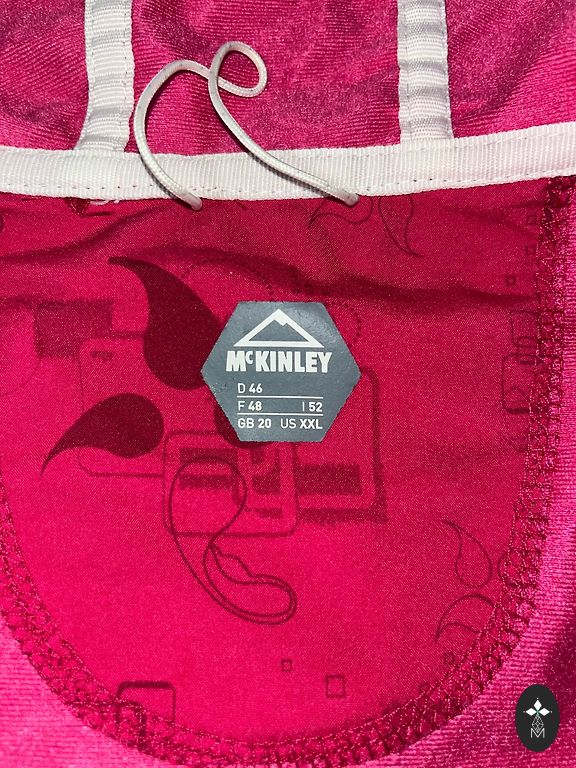 McKINLEY
D 46
F 48 I 52
GB 20 US XXL
M